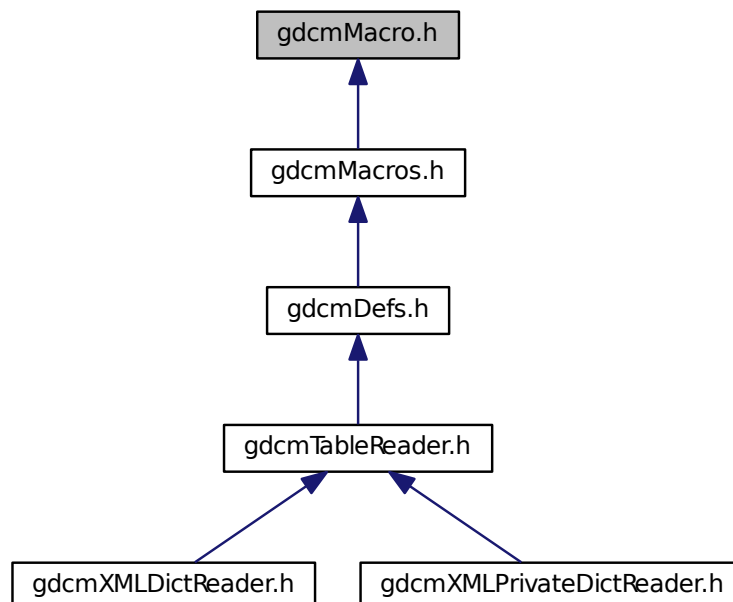 gdcmMacro.h
gdcmMacros.h
gdcmDefs.h
gdcmTableReader.h
gdcmXMLDictReader.h
gdcmXMLPrivateDictReader.h